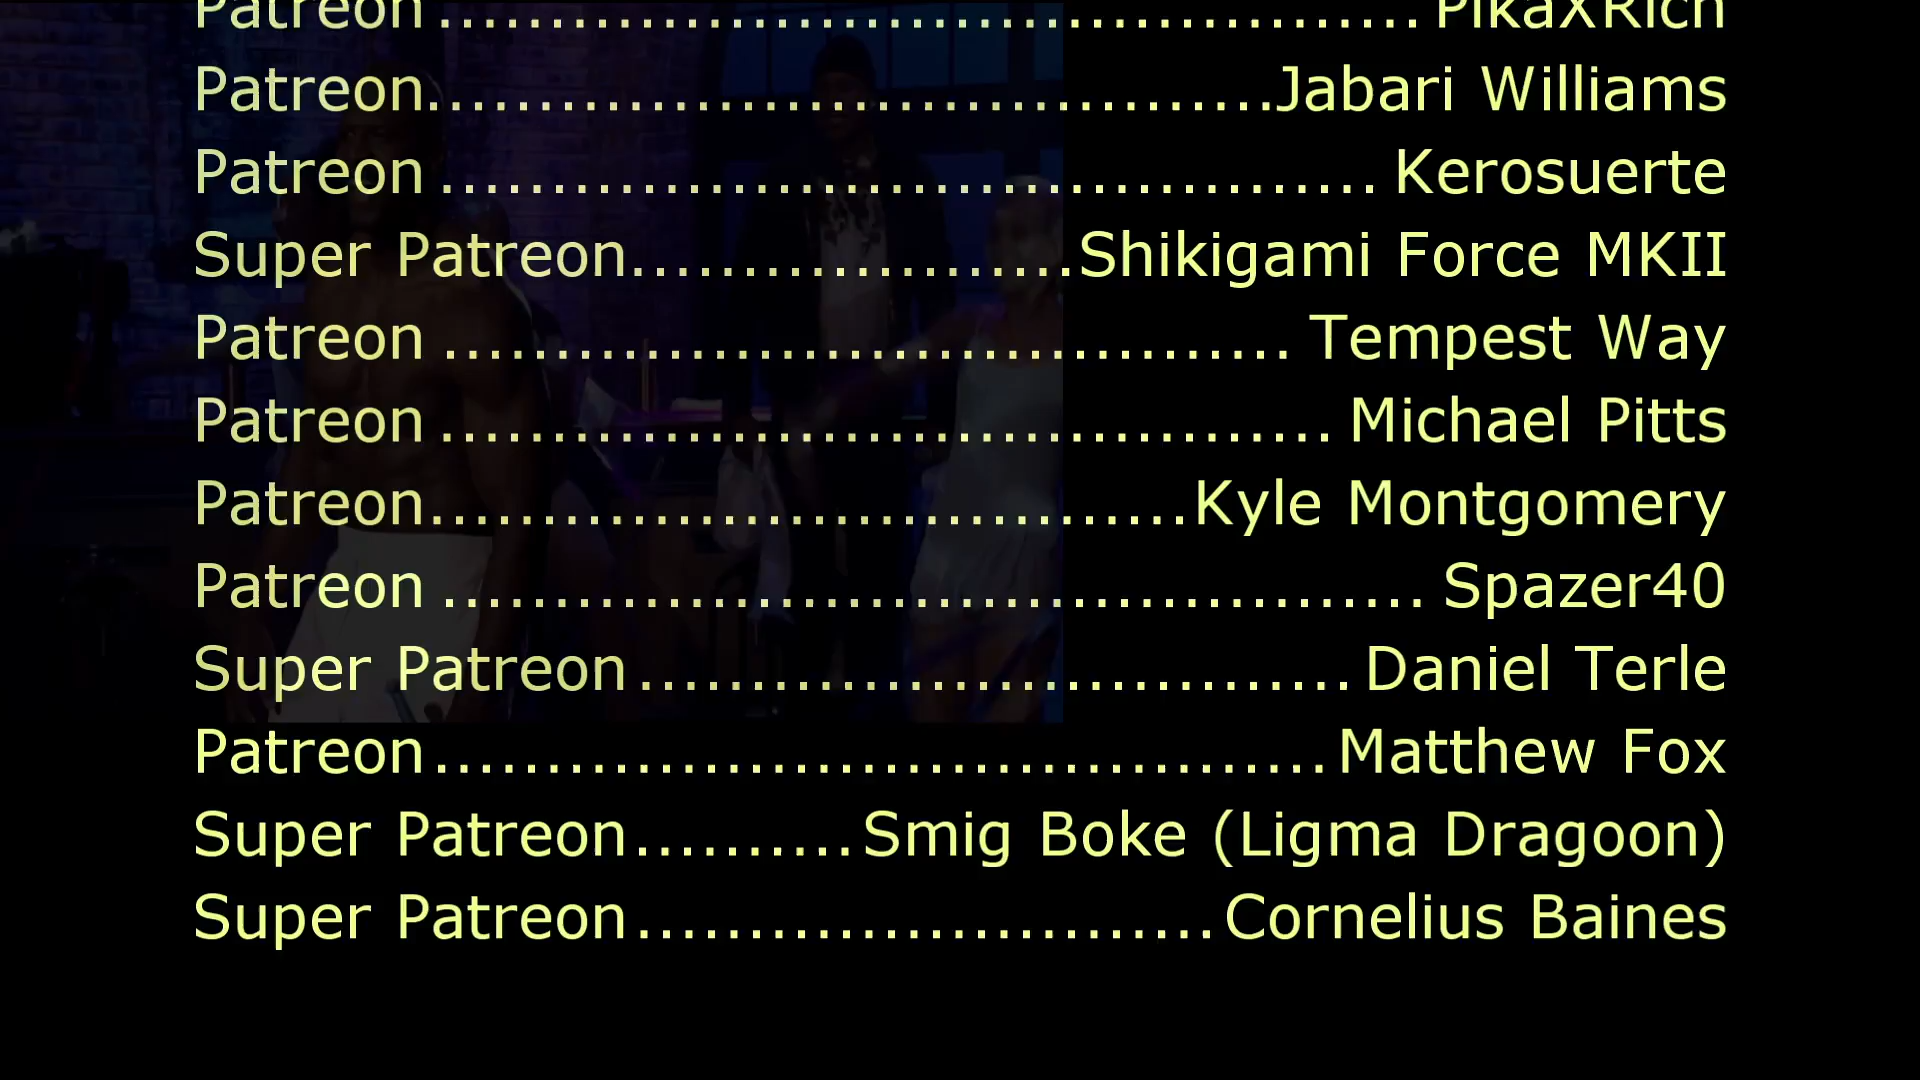 Patreon........................................... PikaXRich
Patreon......................................Jabari Williams
Patreon .......................................... Kerosuerte
Super Patreon....................Shikigami Force MKII
Patreon ...................................... Tempest Way
Patreon ........................................ Michael Pitts
Patreon..................................Kyle Montgomery
Patreon ............................................ Spazer40
Super Patreon................................ Daniel Terle
Patreon........................................Matthew Fox
Super Patreon..........Smig Boke (Ligma Dragoon)
Super Patreon..........................Cornelius Baines